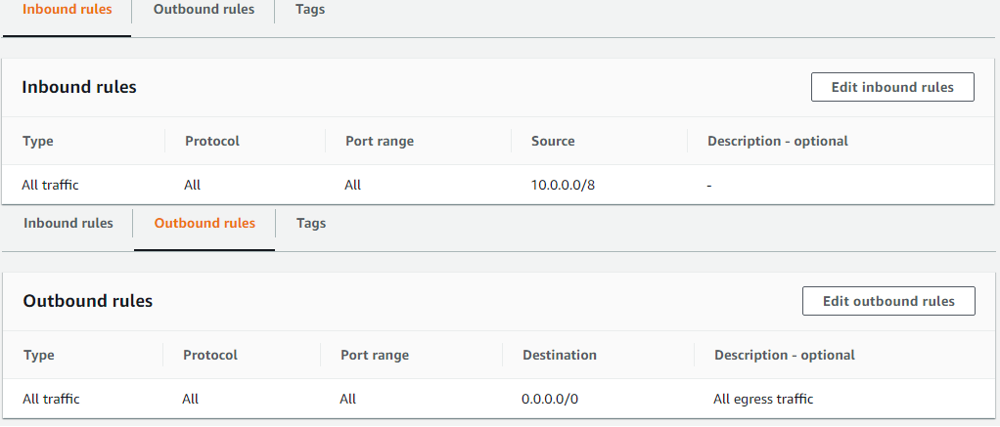 Inbound rules Outbound rules Tags
Inbound rules Edit inbound rules
Type Protocol Port range Source Description - optional
All traffic All All 10.0.0.0/8 -
Inbound rules Outbound rules Tags
Outbound rules Edit outbound rules
Type Protocol Port range Destination Description - optional
All traffic All All 0.0.0.0/0 All egress traffic